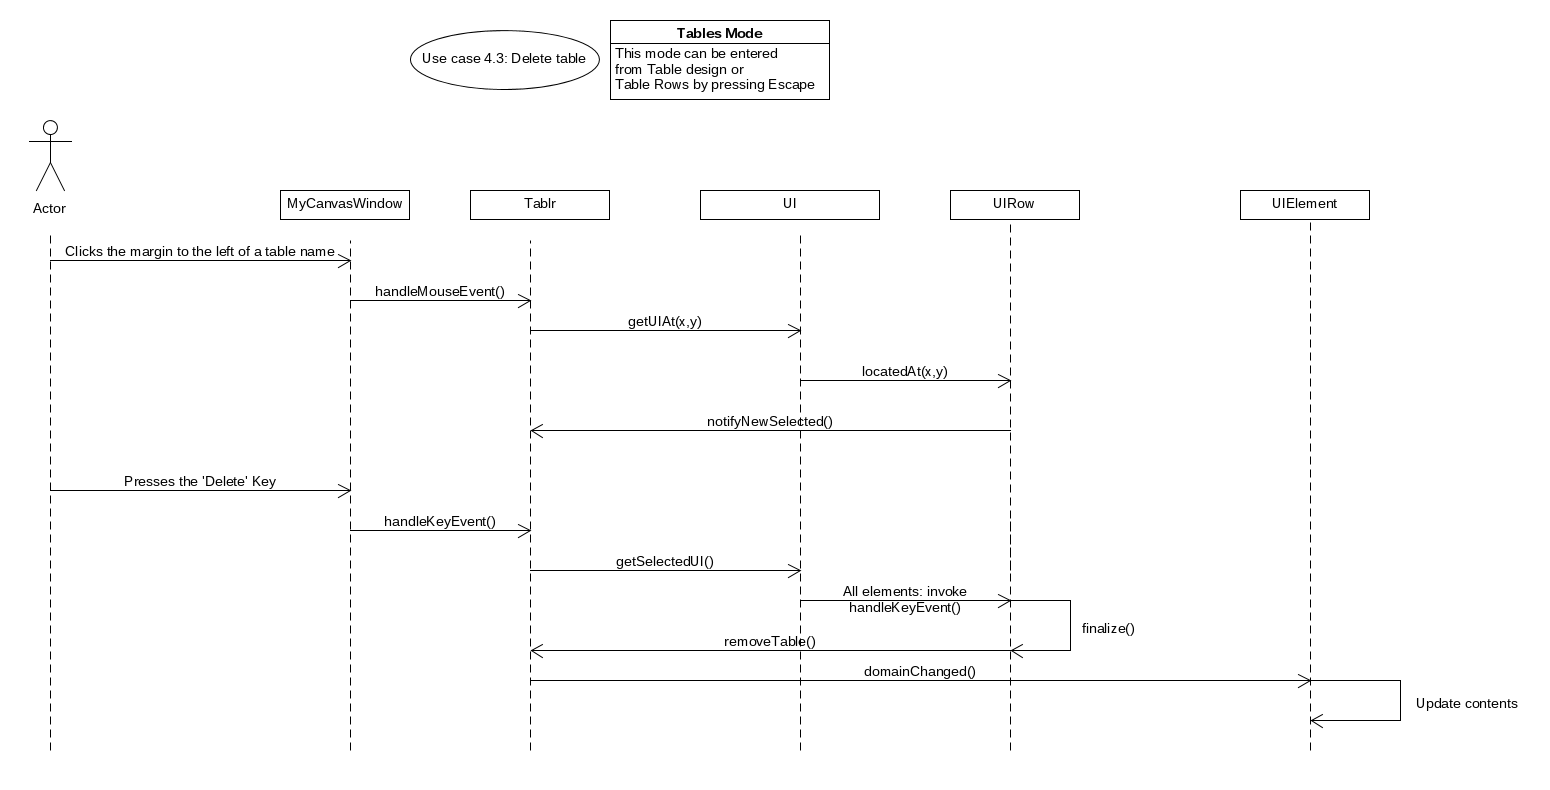 Use case 4.3: Delete table
Tables Mode
This mode can be entered
from Table design or
Table Rows by pressing Escape
Actor
MyCanvasWindow
Tablr
UI
UIRow
UIElement
Clicks the margin to the left of a table name
handleMouseEvent()
getUIAt(x,y)
locatedAt(x,y)
notifyNewSelected()
Presses the 'Delete' Key
handleKeyEvent()
getSelectedUI()
All elements: invoke
handleKeyEvent()
finalize()
removeTable()
domainChanged()
Update contents